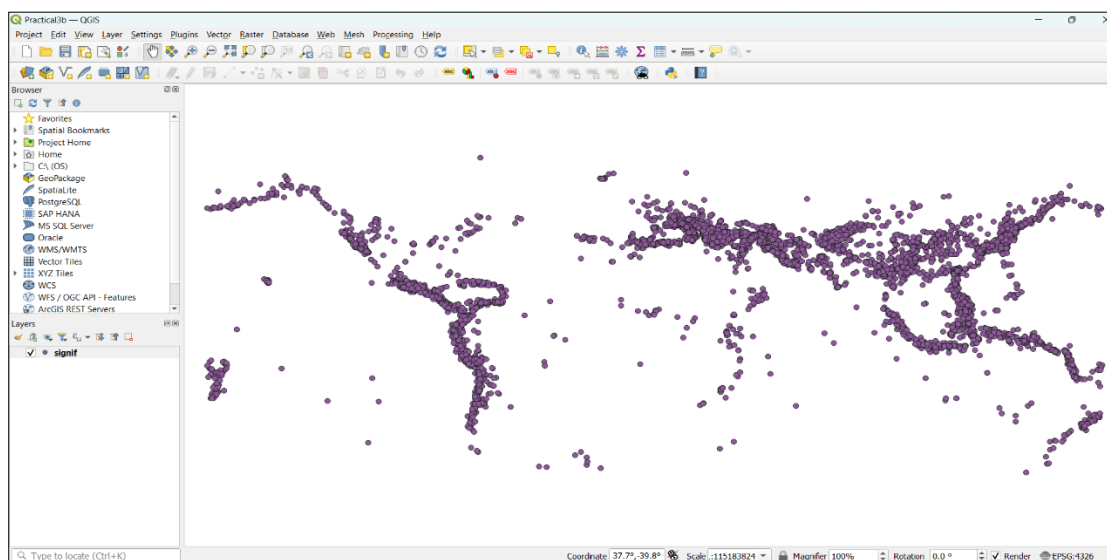 Practical3b — QGIS
Project Edit View Layer Settings Plugins Vector Raster Database Web Mesh Processing Help
Browser
Favorites
Spatial Bookmarks
Project Home
Home
C:\ (OS)
GeoPackage
SpatiaLite
PostgreSQL
SAP HANA
MS SQL Server
Oracle
WMS/WMTS
Vector Tiles
XYZ Tiles
WCS
WFS / OGC API - Features
ArcGIS REST Servers
Layers
signif
Type to locate (Ctrl+K)
Coordinate 37.7°,-39.8° Scale :115183824 Magnifier 100% Rotation 0.0 ° Render EPSG:4326